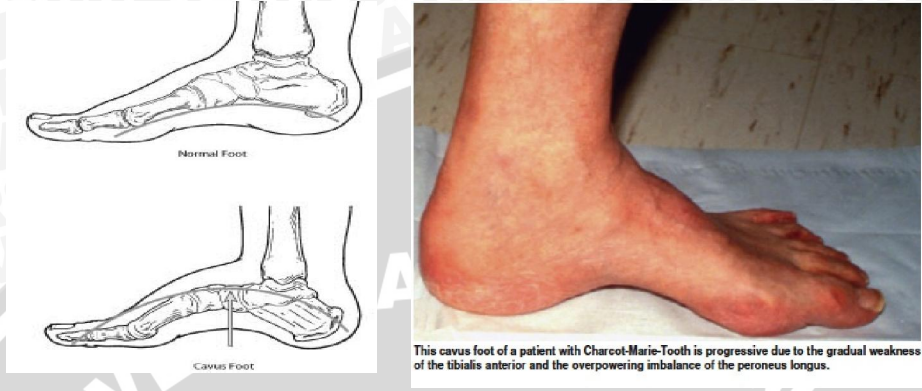 Normal Foot
Cavus Foot
This cavus foot of a patient with Charcot-Marie-Tooth is progressive due to the gradual weakness
of the tibialis anterior and the overpowering imbalance of the peroneus longus.